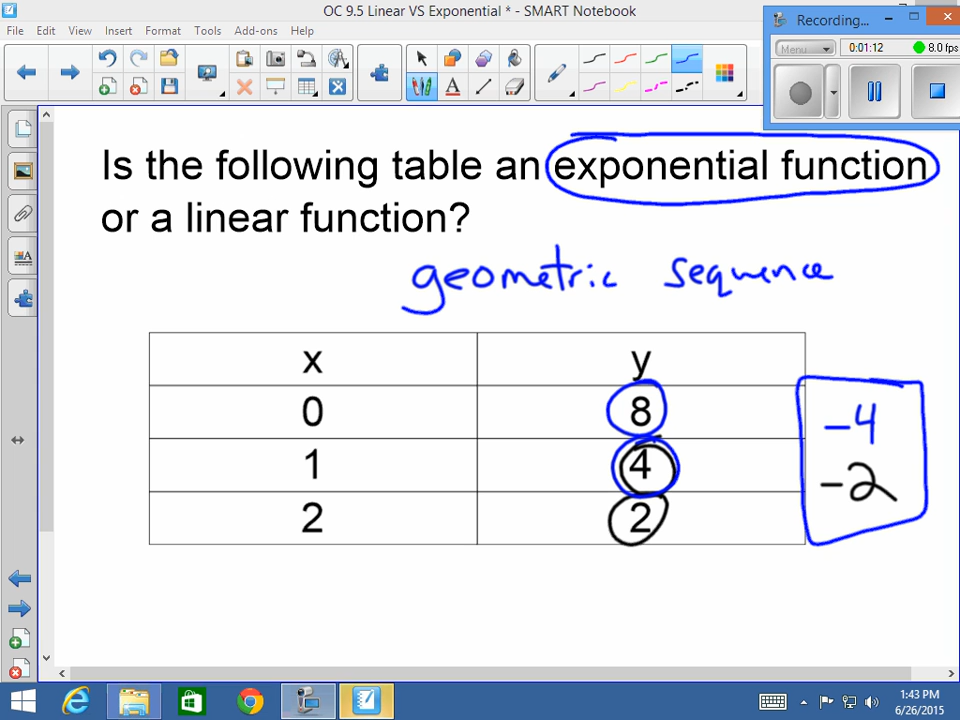 OC 9.5 Linear VS Exponential * - SMART Notebook
Recording...
File Edit View Insert Format Tools Add-ons Help
Menu 0:01:12 8.0 fps
Is the following table an exponential function
or a linear function?
geometric sequence
x y
0 8
-4
1 4
-2
2 2
1:43 PM
6/26/2015